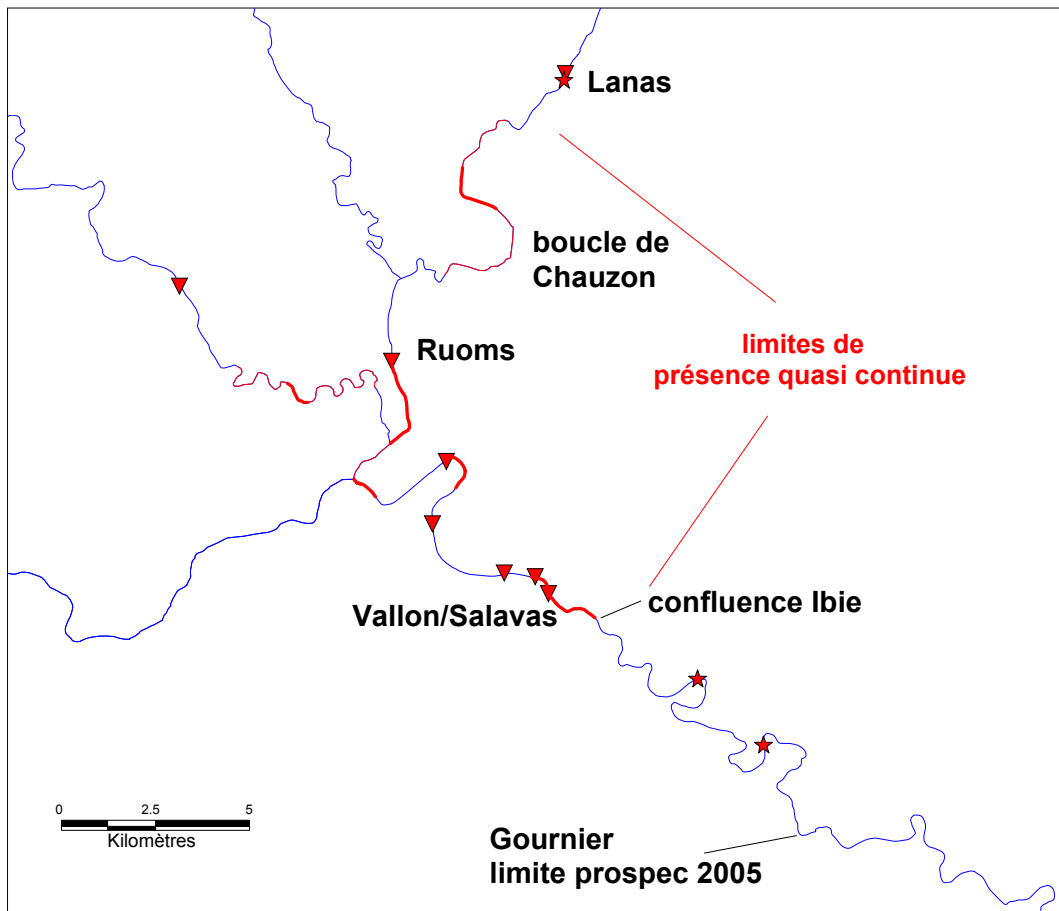 Lanas
boucle de
Chauzon
Ruoms
limites de
présence quasi continue
Vallon/Salavas
confluence Ibie
0 2.5 5
Kilomètres
Gournier
limite prospec 2005